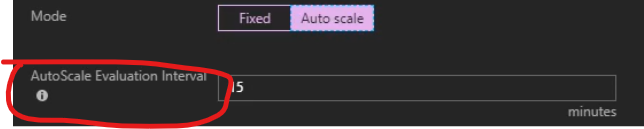 Mode
Fixed
Auto scale
AutoScale Evaluation Interval
15
minutes